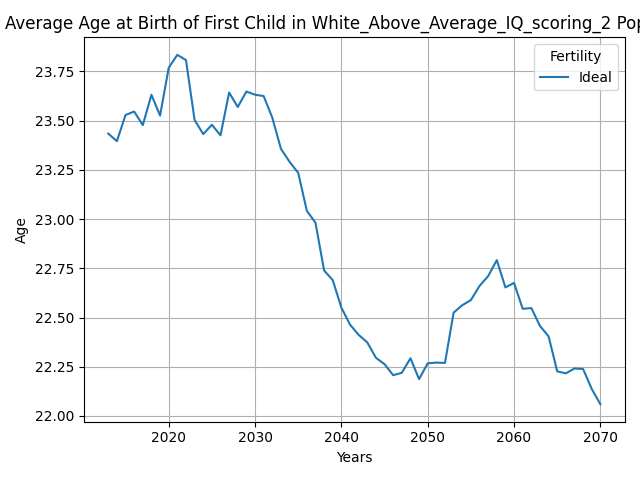 Average Age at Birth of First Child in White_Above_Average_IQ_scoring_2 Pop
Fertility
Ideal
23.75
23.50
23.25
23.00
22.75
22.50
22.25
22.00
Age
2020 2030 2040 2050 2060 2070
Years